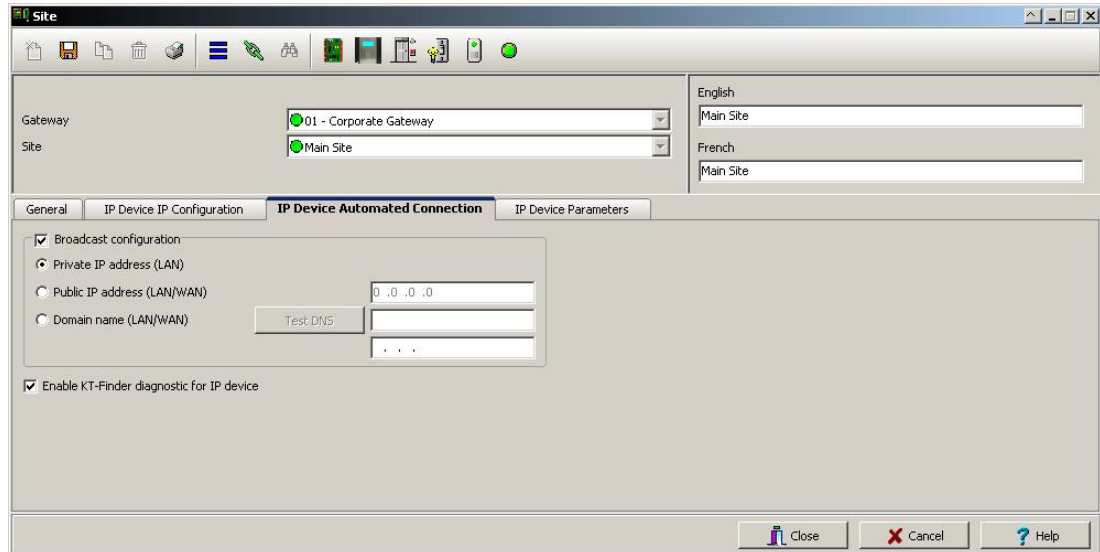 Site
English
Gateway
01 - Corporate Gateway
Main Site
Site
Main Site
French
Main Site
General
IP Device IP Configuration
IP Device Automated Connection
IP Device Parameters
Broadcast configuration
Private IP address (LAN)
Public IP address (LAN/WAN)
0 .0 .0 .0
Domain name (LAN/WAN)
Test DNS
. . .
Enable KT-Finder diagnostic for IP device
Close
Cancel
Help